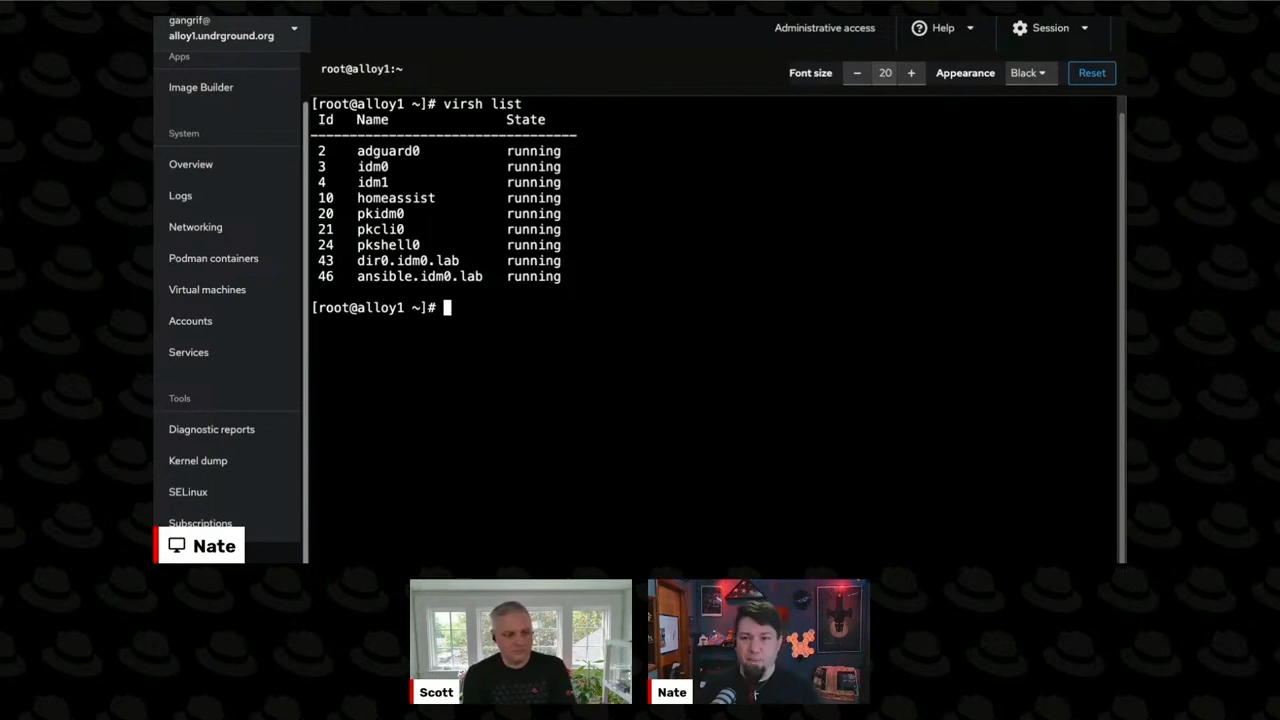 gangrif@
alloy1.undrground.org
Administrative access
Help
Session
Apps
Image Builder
System
Overview
Logs
Networking
Podman containers
Virtual machines
Accounts
Services
Tools
Diagnostic reports
Kernel dump
SELinux
Subscriptions
root@alloy1:~
Font size
20
Appearance
Black
Reset
[root@alloy1 ~]# virsh list
Id Name State
2 adguard0 running
3 idm0 running
4 idm1 running
10 homeassist running
20 pkidm0 running
21 pkcli0 running
24 pkshell0 running
43 dir0.idm0.lab running
46 ansible.idm0.lab running
[root@alloy1 ~]#
Nate
Scott
Nate